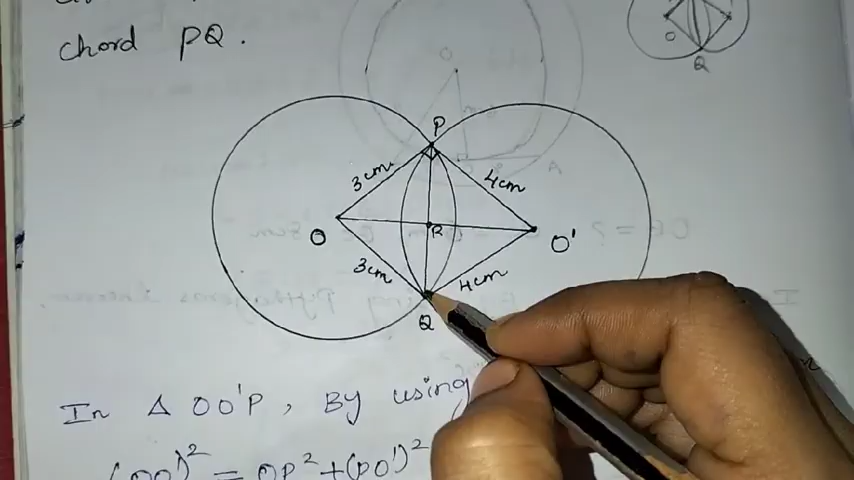 chord PQ.
O
Q
P
3cm
4cm
O
R
O'
3cm
4cm
Q
In Δ OO'P, By using
(OO')² = OP² + (PO')²